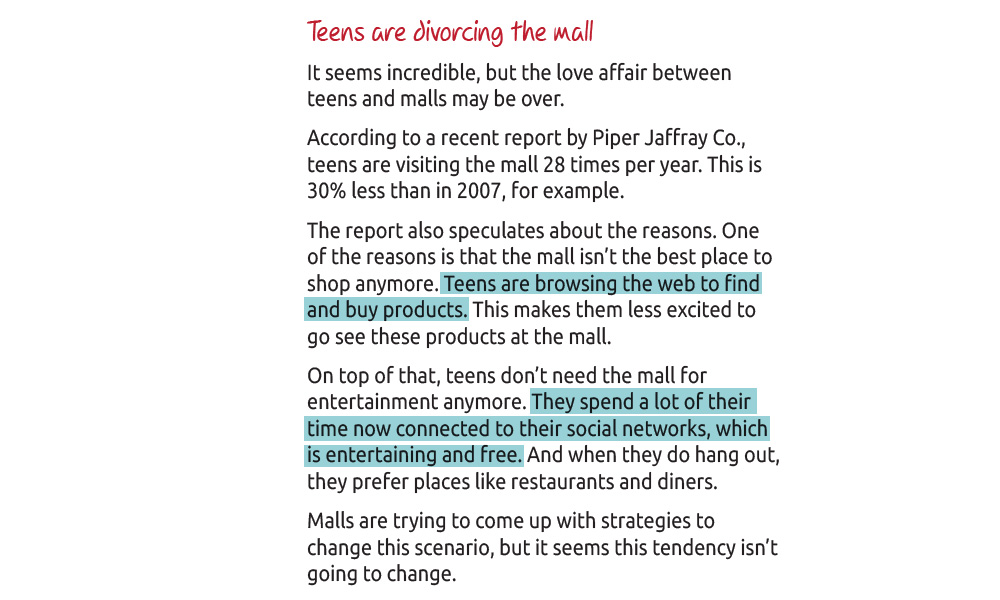 Teens are divorcing the mall
It seems incredible, but the love affair between
teens and malls may be over.
According to a recent report by Piper Jaffray Co.,
teens are visiting the mall 28 times per year. This is
30% less than in 2007, for example.
The report also speculates about the reasons. One
of the reasons is that the mall isn't the best place to
shop anymore. Teens are browsing the web to find
and buy products. This makes them less excited to
go see these products at the mall.
On top of that, teens don't need the mall for
entertainment anymore. They spend a lot of their
time now connected to their social networks, which
is entertaining and free. And when they do hang out,
they prefer places like restaurants and diners.
Malls are trying to come up with strategies to
change this scenario, but it seems this tendency isn't
going to change.